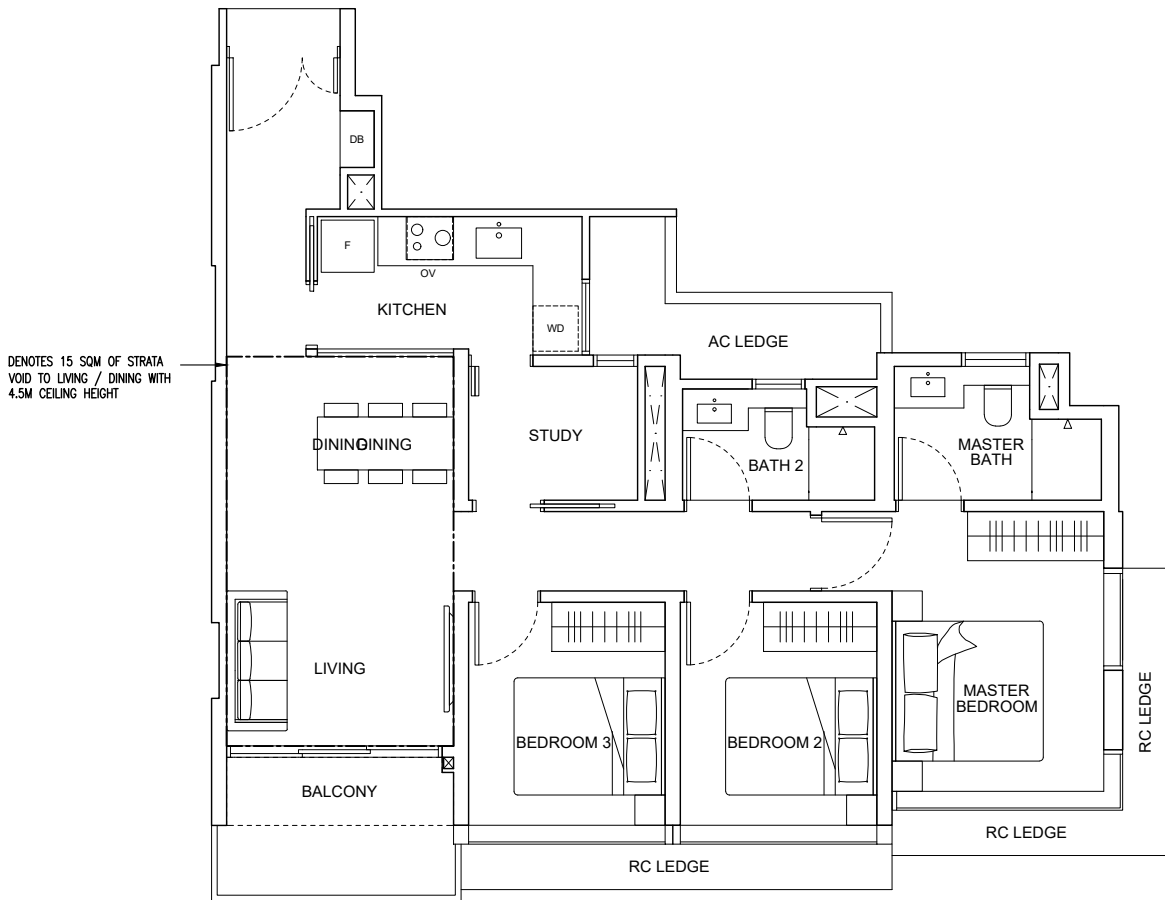 DB
F
OV
KITCHEN
WD
AC LEDGE
DENOTES 15 SQM OF STRATA
VOID TO LIVING / DINING WITH
4.5M CEILING HEIGHT
DINING
DINING
STUDY
BATH 2
MASTER
BATH
LIVING
MASTER
BEDROOM
RC LEDGE
BEDROOM 3
BEDROOM 2
BALCONY
RC LEDGE
RC LEDGE